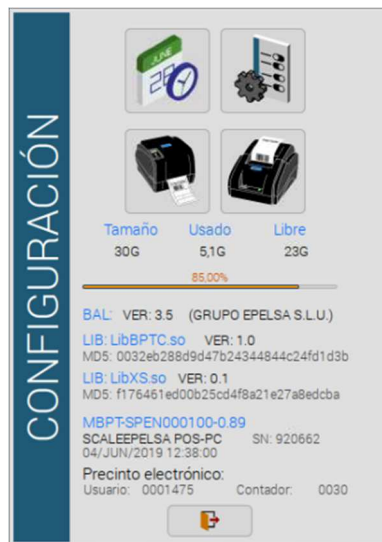 CONFIGURACIÓN
JUNE
28
Tamaño Usado Libre
30G 5,1G 23G
85,00%
BAL: VER: 3.5 (GRUPO EPELSA S.L.U.)
LIB: LibBPTC.so VER: 1.0
MD5: 0032eb288d9d47b24344844c24fd1d3b
LIB: LibXS.so VER: 0.1
MD5: f176461ed00b25cd4f8a21e27a8edcba
MBPT-SPEN000100-0.89
SCALEEPELSA POS-PC SN: 920662
04/JUN/2019 12:38:00
Precinto electrónico:
Usuario: 0001475 Contador: 0030